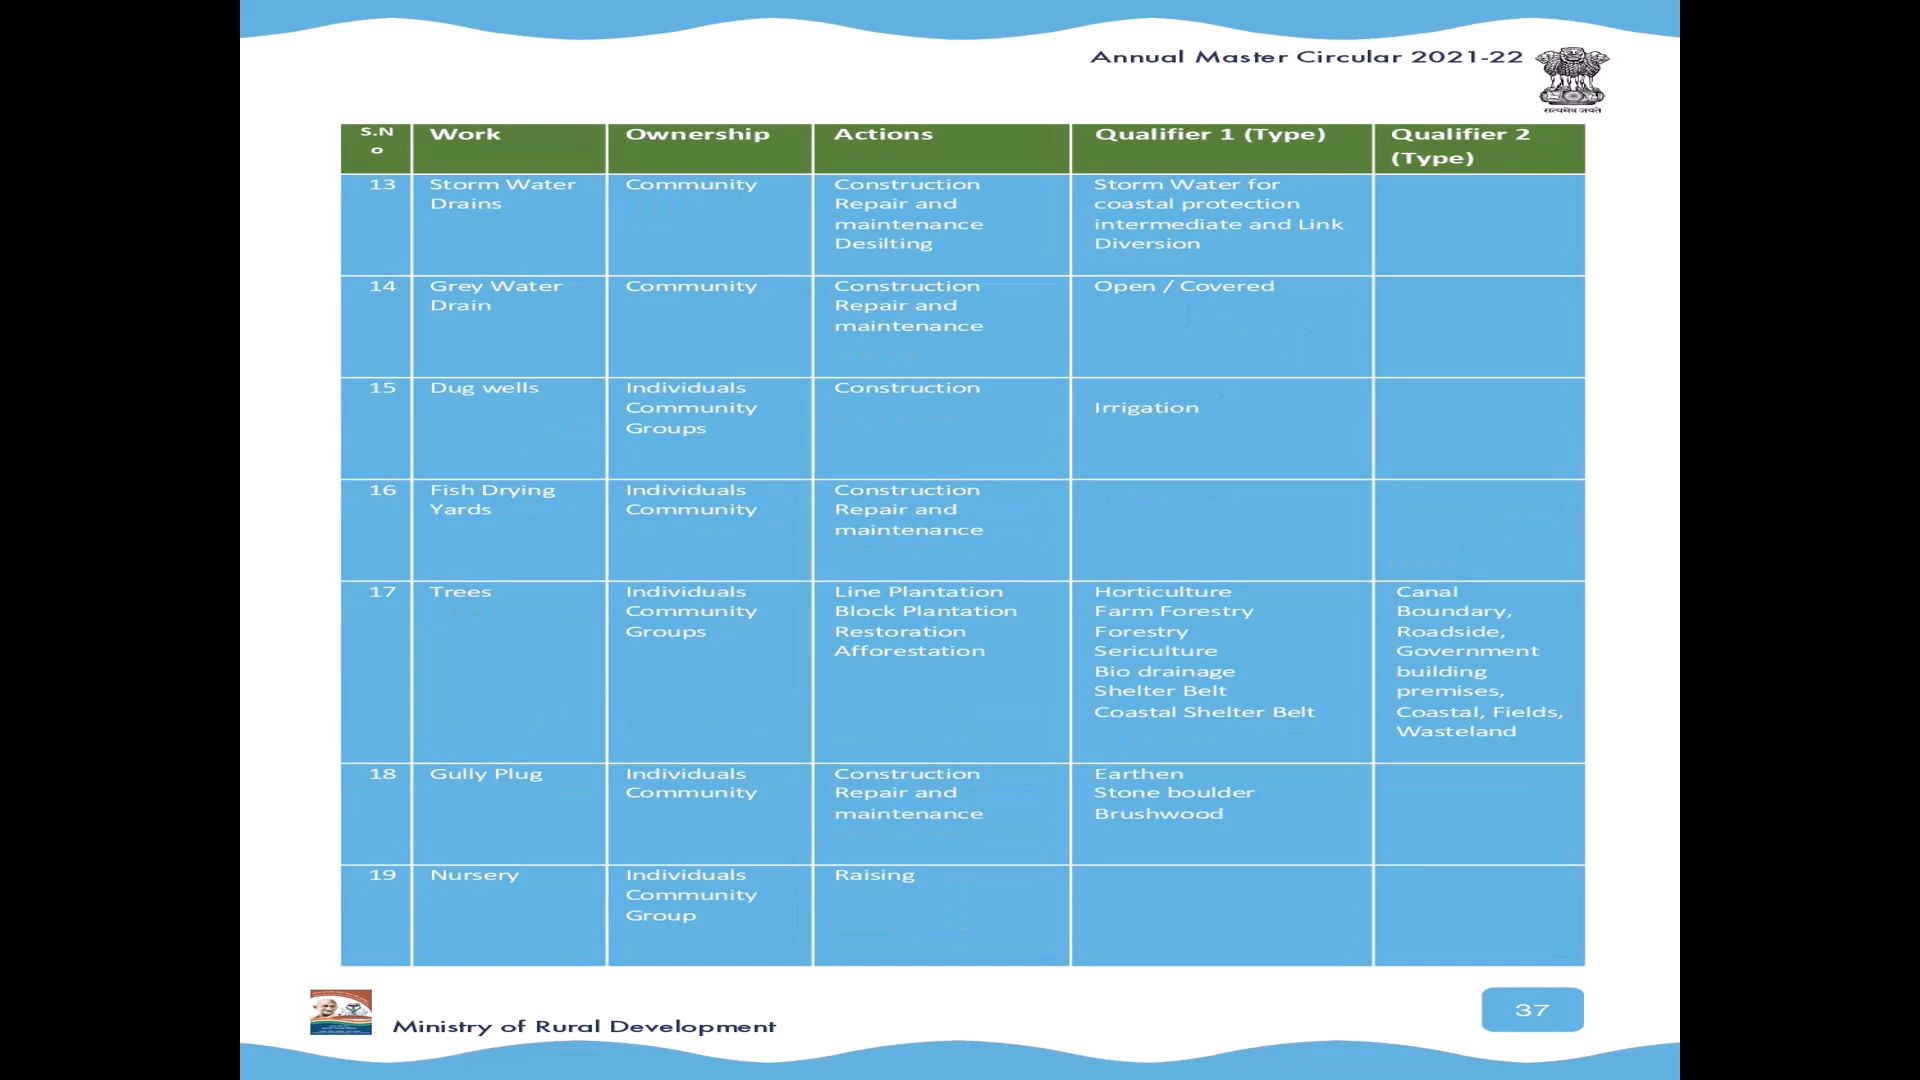 Annual Master Circular 2021-22
सत्यमेव जयते
S.N
o
Work
Ownership
Actions
Qualifier 1 (Type)
Qualifier 2
(Type)
13
Storm Water
Drains
Community
Construction
Repair and
maintenance
Desilting
Storm Water for
coastal protection
intermediate and Link
Diversion
14
Grey Water
Drain
Community
Construction
Repair and
maintenance
Open / Covered
15
Dug wells
Individuals
Community
Groups
Construction
Irrigation
16
Fish Drying
Yards
Individuals
Community
Construction
Repair and
maintenance
17
Trees
Individuals
Community
Groups
Line Plantation
Block Plantation
Restoration
Afforestation
Horticulture
Farm Forestry
Forestry
Sericulture
Bio drainage
Shelter Belt
Coastal Shelter Belt
Canal
Boundary,
Roadside,
Government
building
premises,
Coastal, Fields,
Wasteland
18
Gully Plug
Individuals
Community
Construction
Repair and
maintenance
Earthen
Stone boulder
Brushwood
19
Nursery
Individuals
Community
Group
Raising
Ministry of Rural Development
37